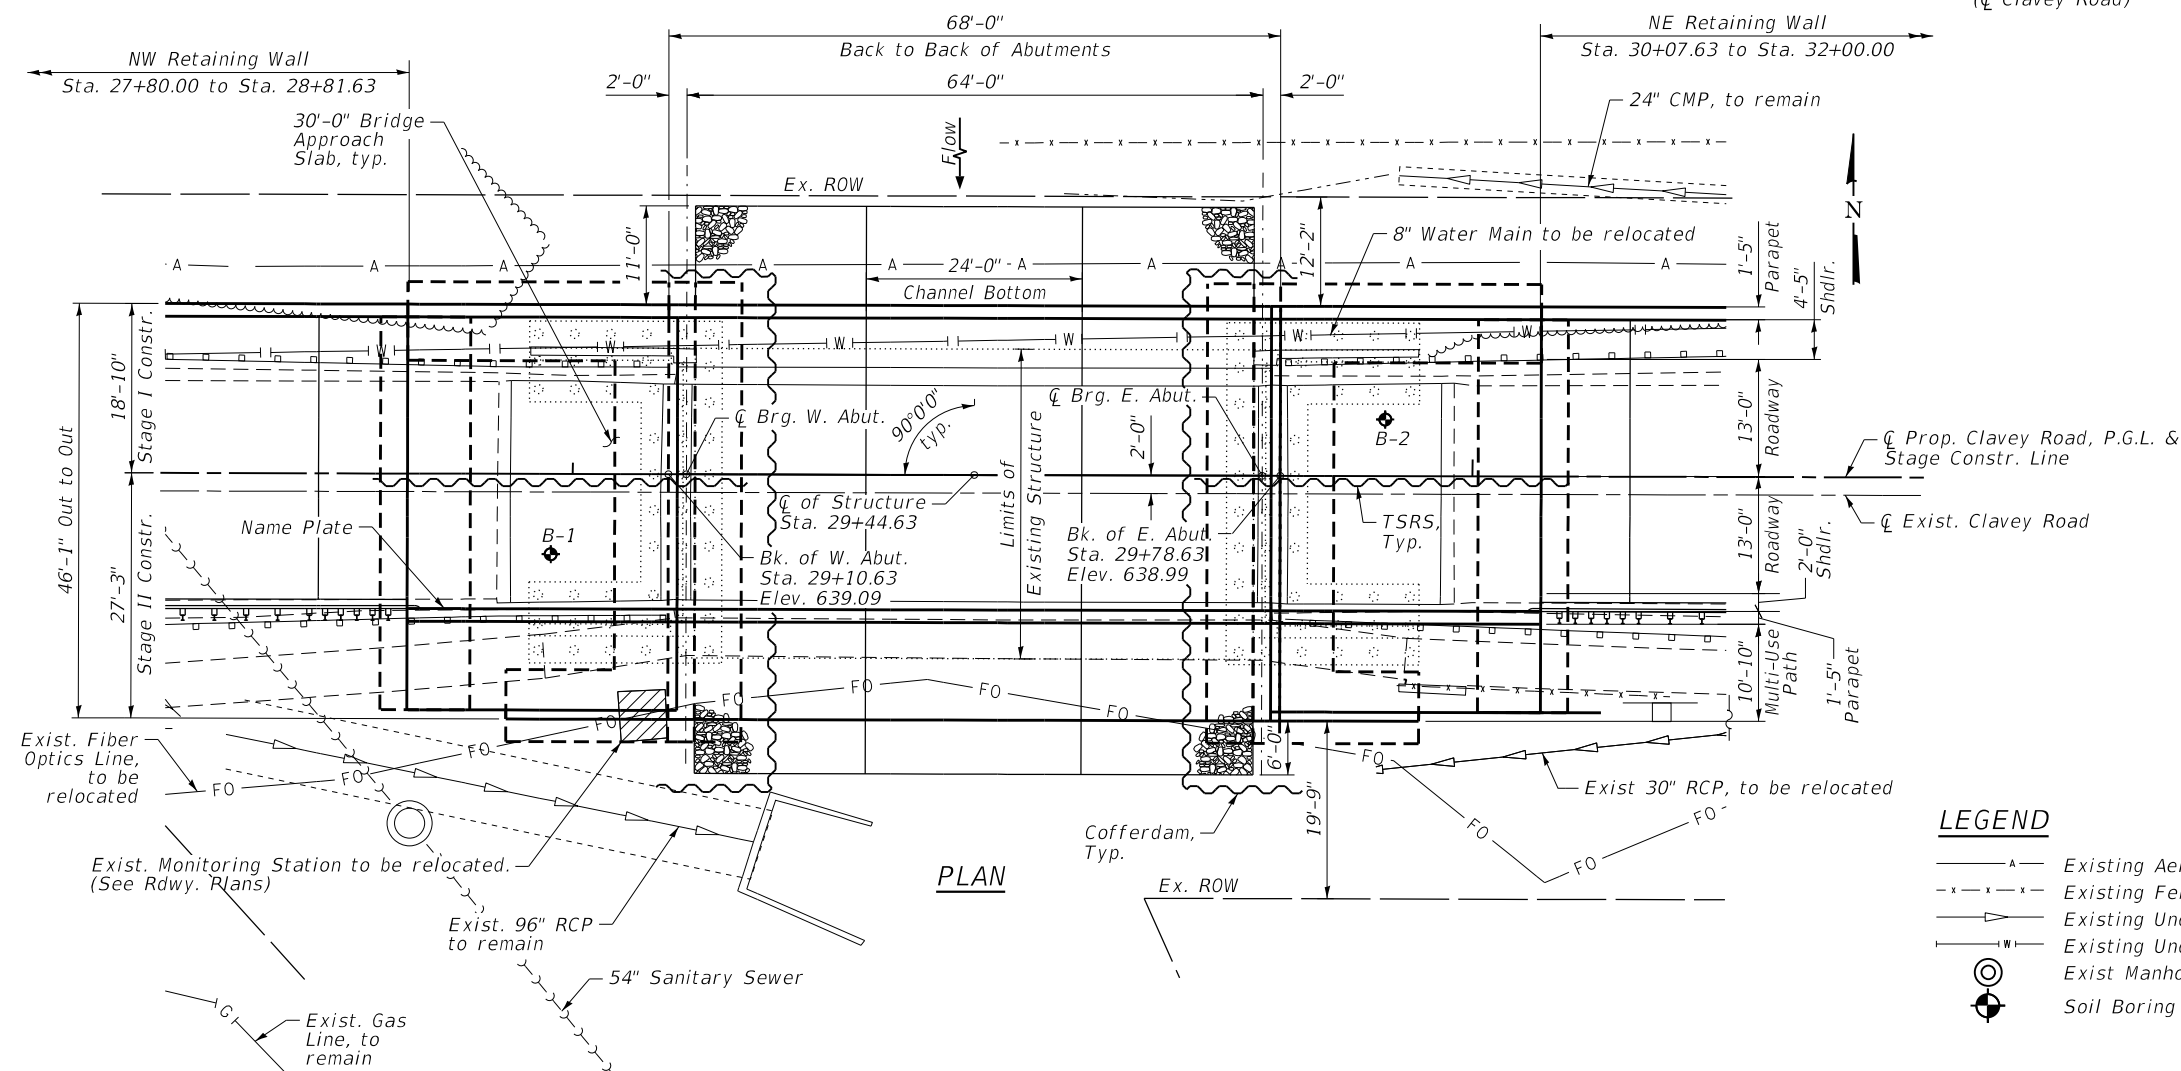 (℄ Clavey Road)
68'-0"
Back to Back of Abutments
NE Retaining Wall
Sta. 30+07.63 to Sta. 32+00.00
NW Retaining Wall
Sta. 27+80.00 to Sta. 28+81.63
2'-0"
64'-0"
2'-0"
24" CMP, to remain
30'-0" Bridge
Approach
Slab, typ.
Flow
Ex. ROW
N
11'-0"
12'-2"
8" Water Main to be relocated
1'-5"
Parapet
4'-5"
Shdlr.
A A A A A A A A A A
24'-0"
Channel Bottom
W W W W W W
18'-10"
Stage I Constr.
46'-1" Out to Out
27'-3"
Stage II Constr.
℄ Brg. W. Abut.
90°0'0"
typ.
℄ Brg. E. Abut.
2'-0"
B-2
13'-0"
Roadway
℄ Prop. Clavey Road, P.G.L. &
Stage Constr. Line
℄ of Structure
Sta. 29+44.63
Limits of
Existing Structure
Name Plate
B-1
Bk. of W. Abut.
Sta. 29+10.63
Elev. 639.09
Bk. of E. Abut.
Sta. 29+78.63
Elev. 638.99
TSRS,
Typ.
13'-0"
Roadway
2'-0"
Shdlr.
℄ Exist. Clavey Road
10'-10"
Multi-Use
Path
1'-5"
Parapet
FO FO FO FO FO FO FO FO FO FO FO FO
Exist. Fiber
Optics Line,
to be
relocated
6'-0"
19'-9"
Exist 30" RCP, to be relocated
Cofferdam,
Typ.
Exist. Monitoring Station to be relocated.
(See Rdwy. Plans)
PLAN
Ex. ROW
Exist. 96" RCP
to remain
54" Sanitary Sewer
G
Exist. Gas
Line, to
remain
LEGEND
A Existing
x x x Existing
Existing
W Existing
Exist
Soil Boring